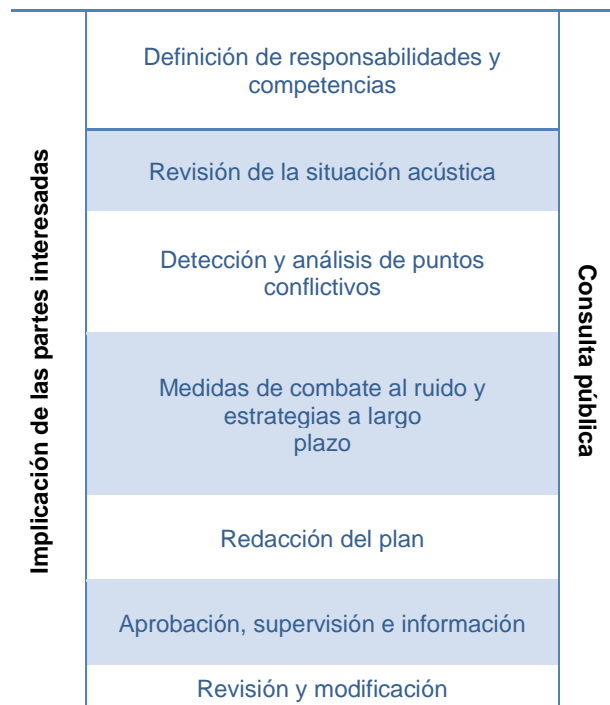 Implicación de las partes interesadas
Definición de responsabilidades y
competencias
Revisión de la situación acústica
Detección y análisis de puntos
conflictivos
Medidas de combate al ruido y
estrategias a largo
plazo
Redacción del plan
Aprobación, supervisión e información
Revisión y modificación
Consulta pública